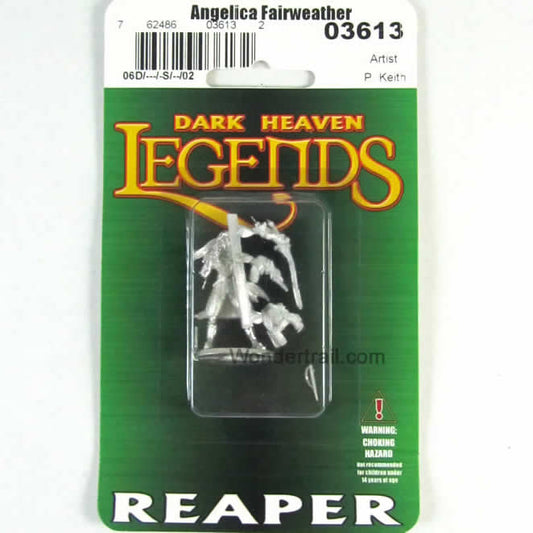 Angelica Fairweather
7 62486 03613 2
03613
Artist
06D/---/-S/--/02
P. Keith
DARK HEAVEN
LEGENDS
Wondertrail.com
WARNING:
CHOKING
HAZARD
Not recommended
for children under
14 years of age
REAPER